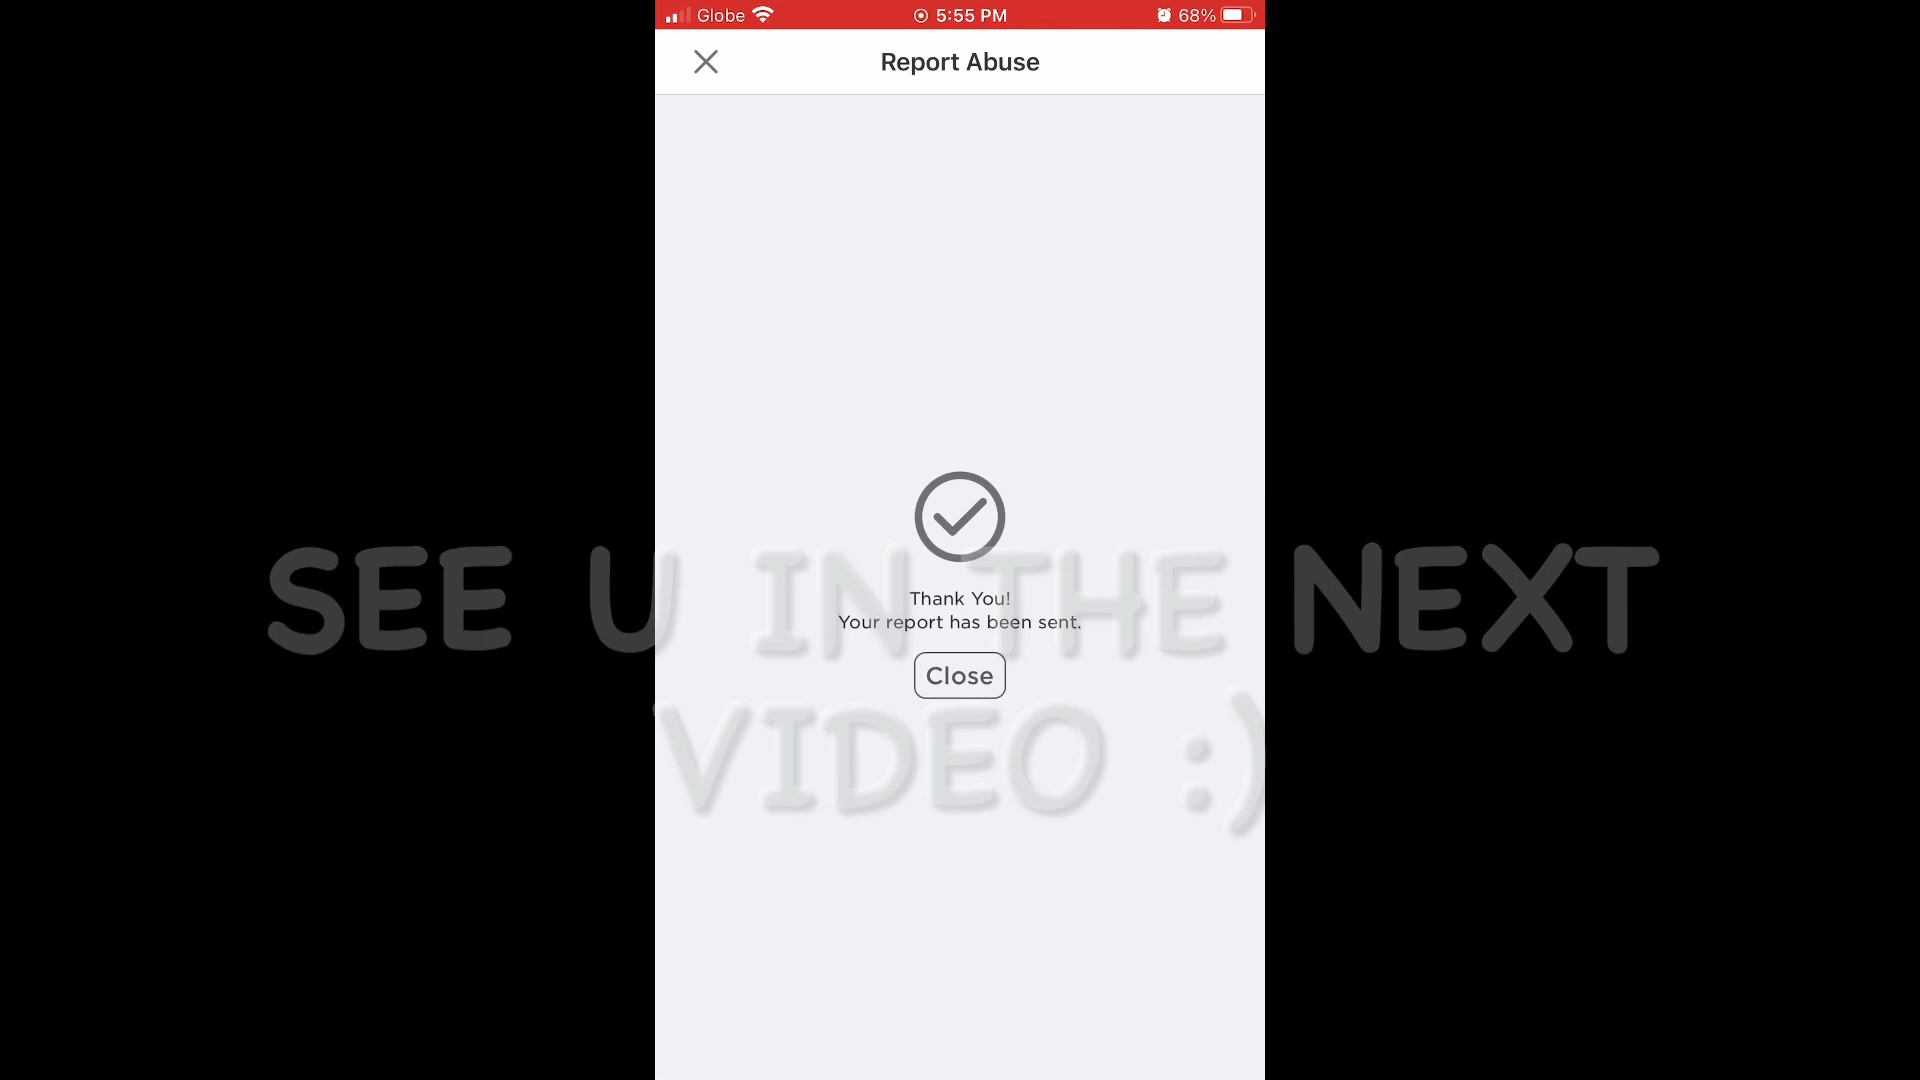 Globe 5:55 PM 68%
Report Abuse
Thank You!
Your report has been sent.
Close
SEE U IN THE NEXT
VIDEO :)